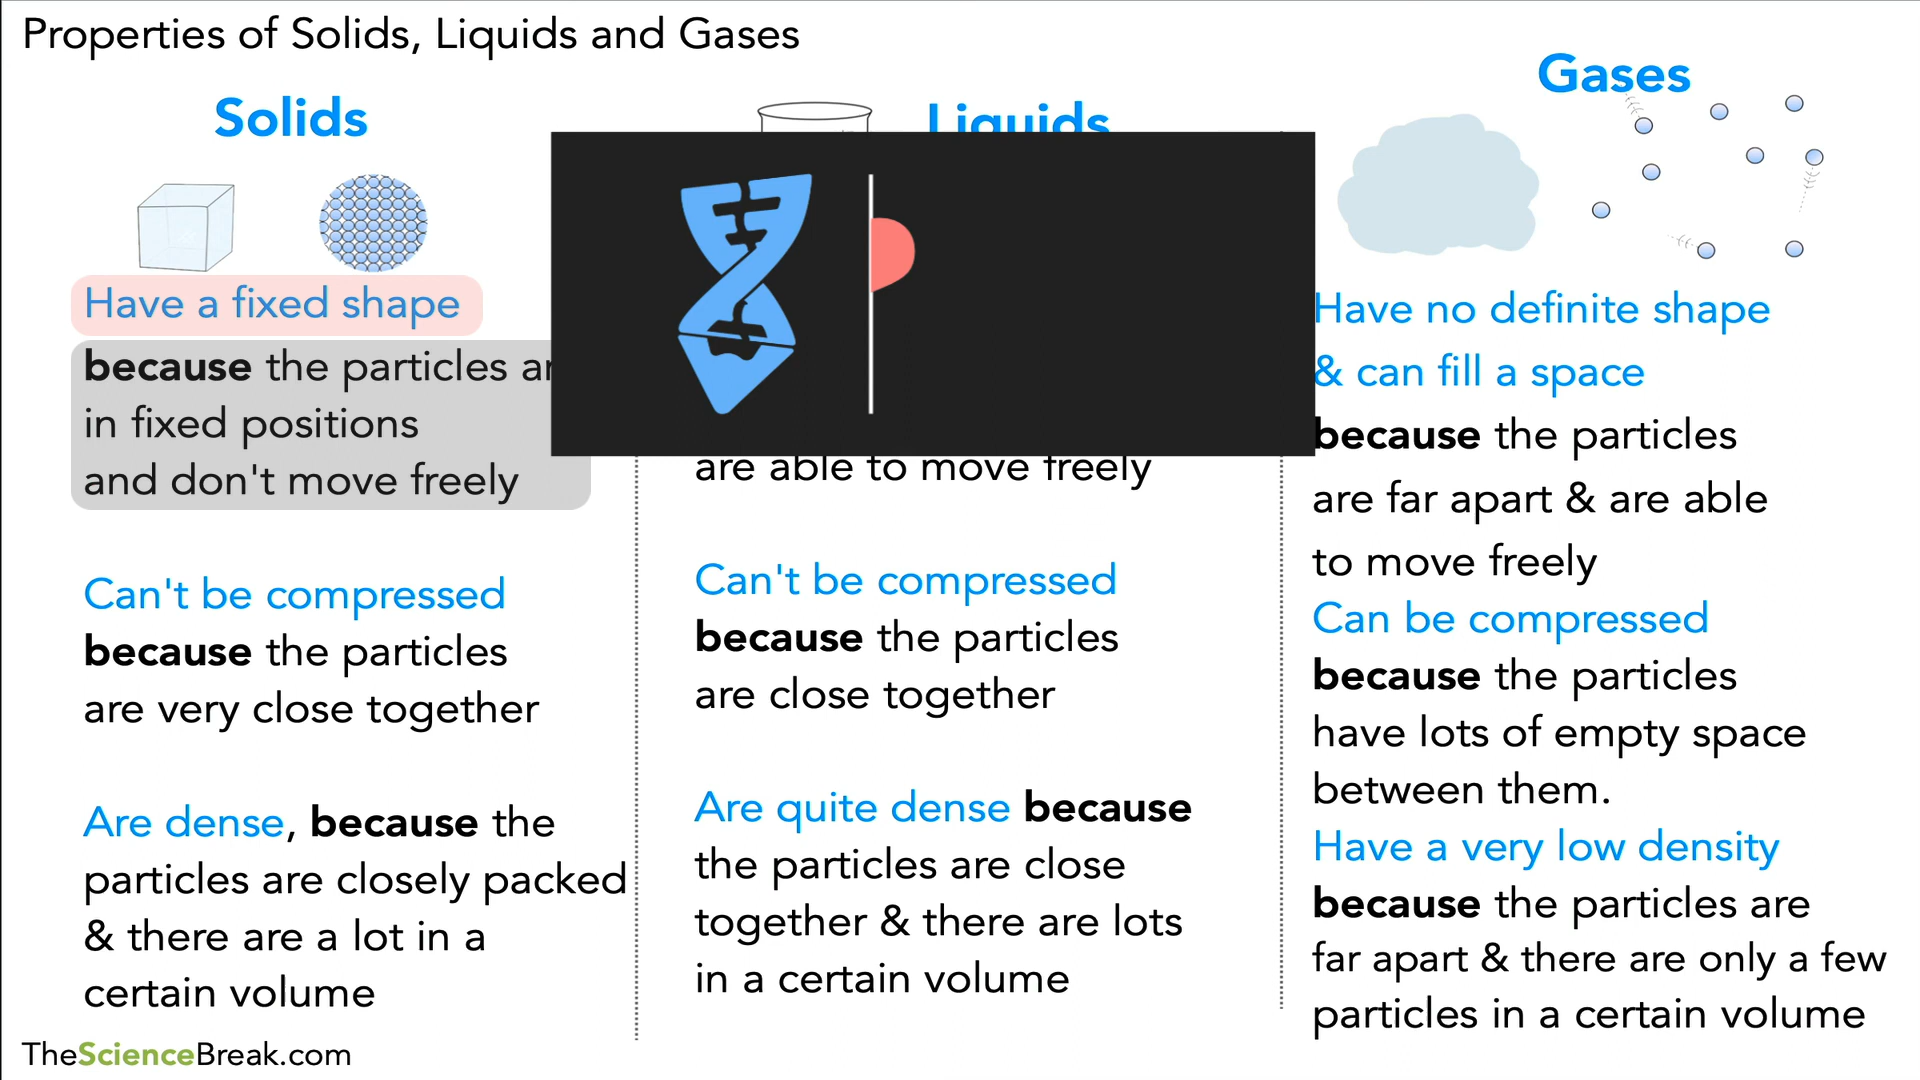 Properties of Solids, Liquids and Gases
Solids
Have a fixed shape
because the particles
in fixed positions
and don't move freely
Can't be compressed
because the particles
are very close together
Are dense, because the
particles are closely packed
& there are a lot in a
certain volume
Liquids
are able to move freely
Can't be compressed
because the particles
are close together
Are quite dense because
the particles are close
together & there are lots
in a certain volume
Gases
Have no definite shape
& can fill a space
because the particles
are far apart & are able
to move freely
Can be compressed
because the particles
have lots of empty space
between them.
Have a very low density
because the particles are
far apart & there are only a few
particles in a certain volume
TheScienceBreak.com